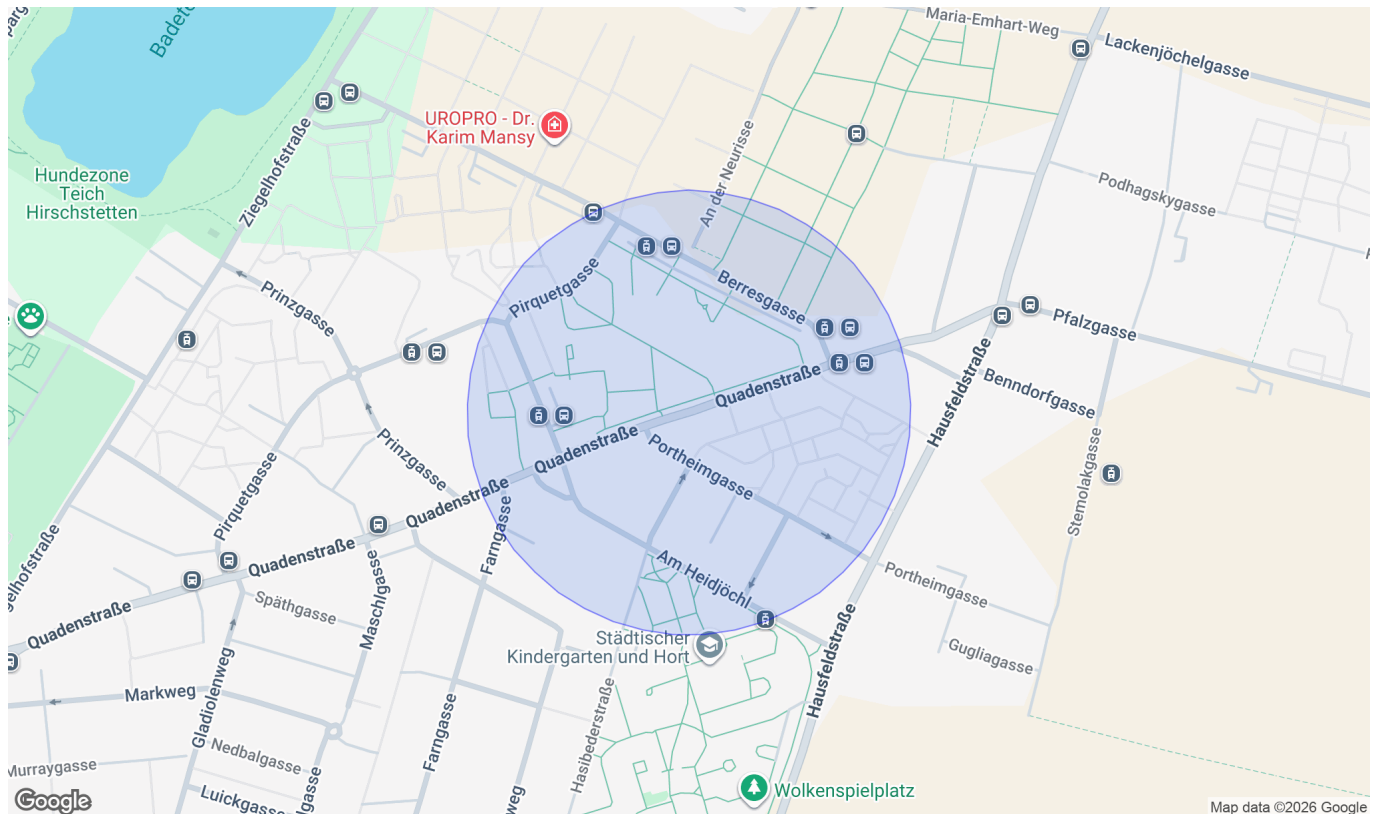 Maria-Emhart-Weg
Lackenjöchelgasse
UROPRO - Dr.
Karim Mansy
Hundezone
Teich
Hirschstetten
Ziegelhofstraße
An der Neurisse
Podhagskygasse
Prinzgasse
Pirquetgasse
Berresgasse
Pfalzgasse
Quadenstraße
Hausfeldstraße
Benndorfgasse
Prinzgasse
Quadenstraße
Portheimgasse
Pirquetgasse
Quadenstraße
Farngasse
Stemolakgasse
Quadenstraße
Am Heidjöchl
Portheimgasse
Späthgasse
Maschlgasse
Quadenstraße
Städtischer
Kindergarten und Hort
Gugliagasse
Hausfeldstraße
Markweg
Gladiolenweg
Farngasse
Hasibederstraße
Nedbalgasse
Murraygasse
Luickgasse
Wolkenspielplatz
Google
Map data ©2026 Google